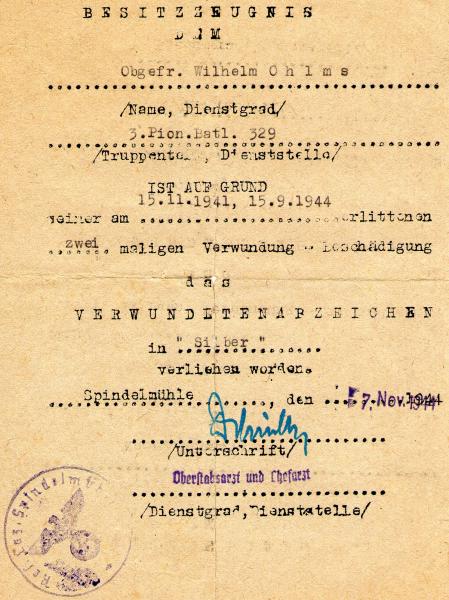 BESITZZEUGNIS
DEM
Obgefr. Wilhelm Ohlms
/Name, Dienstgrad/
3.Pion.Batl. 329
/Truppenteil, Dienststelle/
IST AUF GRUND
15.11.1941, 15.9.1944
seiner am erlittenen
zwei maligen Verwundung - Beschädigung
das
VERWUNDETENABZEICHEN
in " Silber "
verliehen worden.
Spindelmühle, den 7. Nov. 1944
/Unterschrift/
Oberstabsarzt und Chefarzt
/Dienstgrad, Dienststelle/